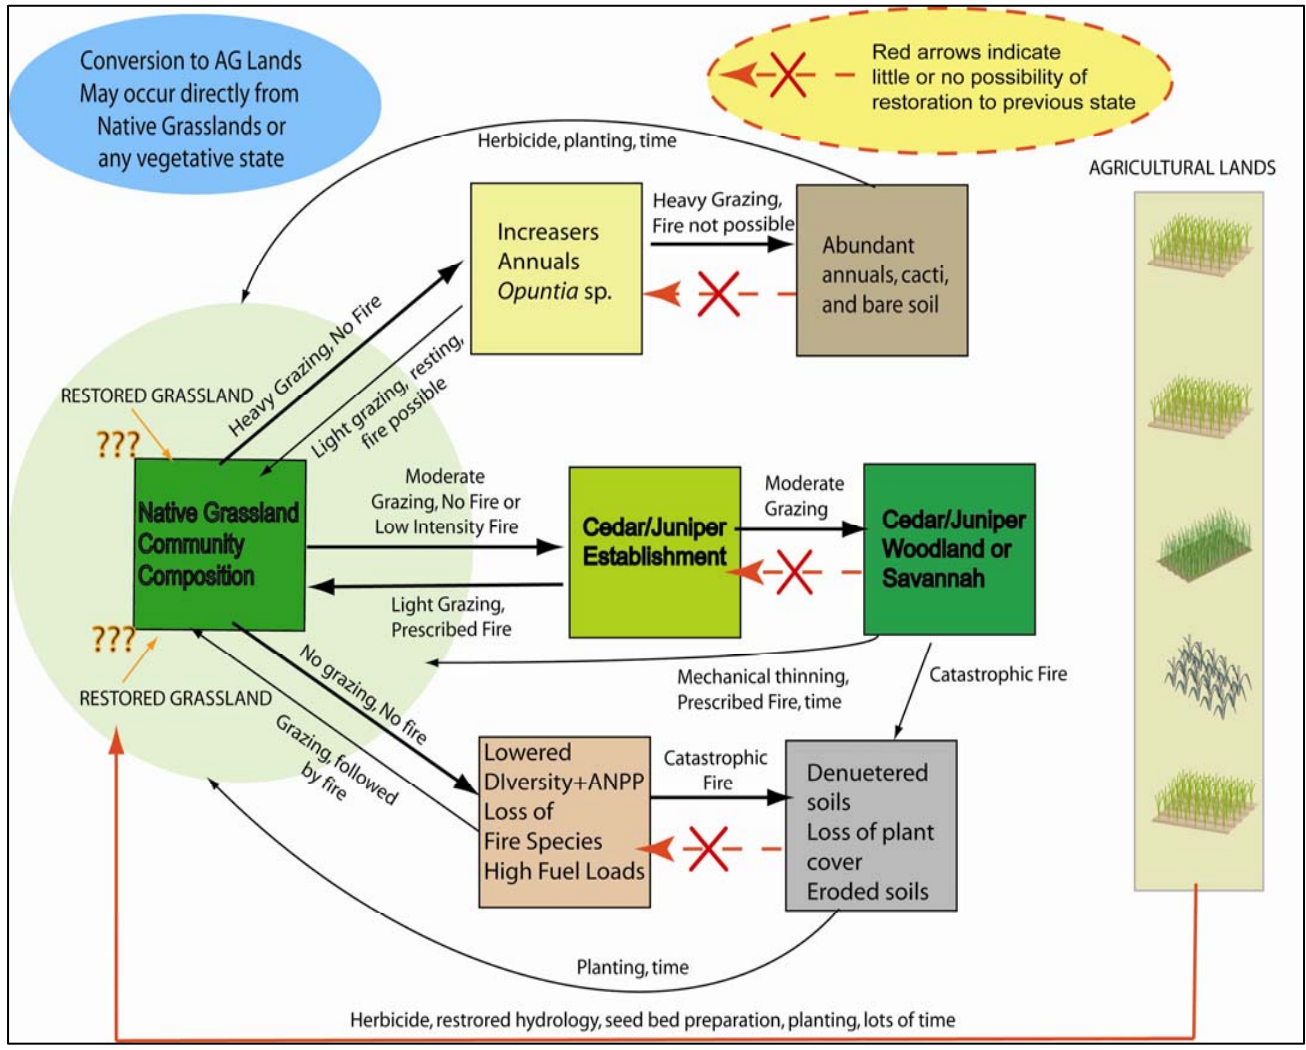 Conversion to AG Lands
May occur directly from
Native Grasslands or
any vegetative state
Red arrows indicate
little or no possibility of
restoration to previous state
Herbicide, planting, time
AGRICULTURAL LANDS
Increasers
Annuals
Opuntia sp.
Heavy Grazing,
Fire not possible
Abundant
annuals, cacti,
and bare soil
Heavy Grazing, No Fire
Light grazing, resting,
fire possible
RESTORED GRASSLAND
???
Native Grassland
Community
Composition
Moderate
Grazing, No Fire or
Low Intensity Fire
Cedar/Juniper
Establishment
Moderate
Grazing
Cedar/Juniper
Woodland or
Savannah
Light Grazing,
Prescribed Fire
???
RESTORED GRASSLAND
No grazing, No fire
Grazing, followed
by fire
Mechanical thinning,
Prescribed Fire, time
Catastrophic Fire
Lowered
DIversity+ANPP
Loss of
Fire Species
High Fuel Loads
Catastrophic
Fire
Denuetered
soils
Loss of plant
cover
Eroded soils
Planting, time
Herbicide, restrored hydrology, seed bed preparation, planting, lots of time